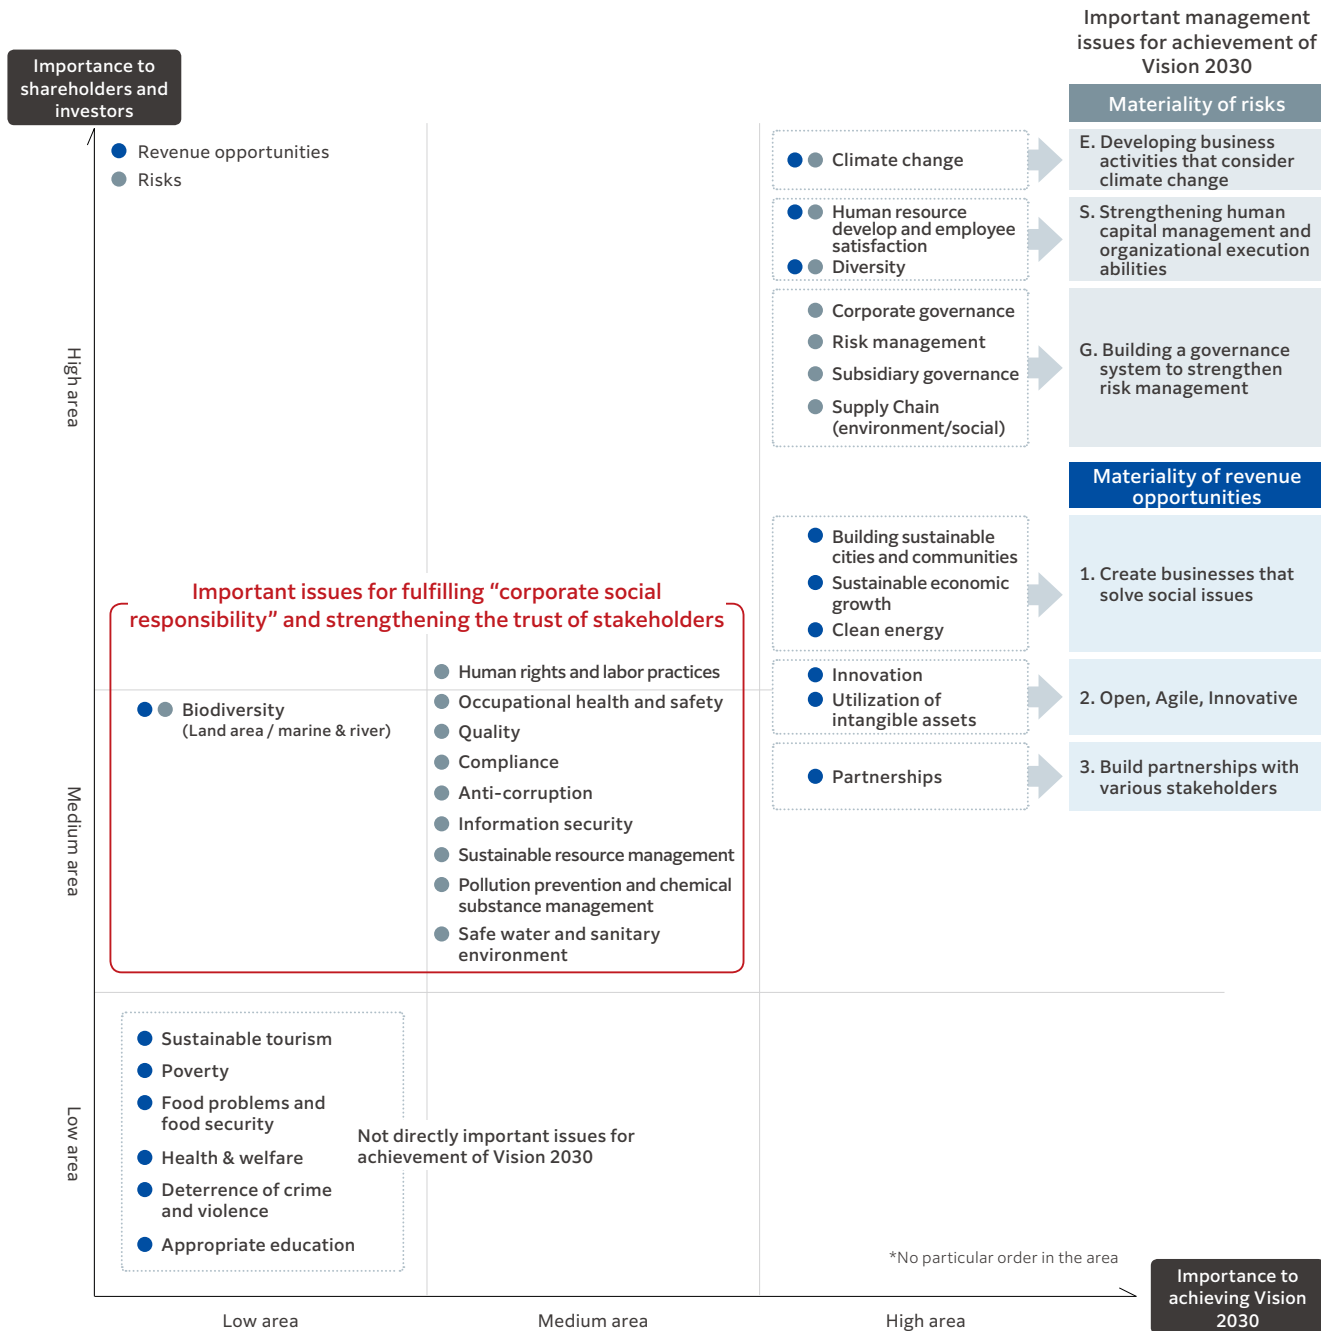 Importance to
shareholders and
investors
Important management
issues for achievement of
Vision 2030
Materiality of risks
Revenue opportunities
Risks
High area
Medium area
Low area
Climate change
E. Developing business
activities that consider
climate change
Human resource
develop and employee
satisfaction
Diversity
S. Strengthening human
capital management and
organizational execution
abilities
Corporate governance
Risk management
Subsidiary governance
Supply Chain
(environment/social)
G. Building a governance
system to strengthen
risk management
Materiality of revenue
opportunities
Building sustainable
cities and communities
Sustainable economic
growth
Clean energy
1. Create businesses that
solve social issues
Innovation
Utilization of
intangible assets
2. Open, Agile, Innovative
Partnerships
3. Build partnerships with
various stakeholders
Important issues for fulfilling “corporate social
responsibility” and strengthening the trust of stakeholders
Biodiversity
(Land area / marine & river)
Human rights and labor practices
Occupational health and safety
Quality
Compliance
Anti-corruption
Information security
Sustainable resource management
Pollution prevention and chemical
substance management
Safe water and sanitary
environment
Sustainable tourism
Poverty
Food problems and
food security
Health & welfare
Deterrence of crime
and violence
Appropriate education
Not directly important issues for
achievement of Vision 2030
*No particular order in the area
Low area
Medium area
High area
Importance to
achieving Vision
2030